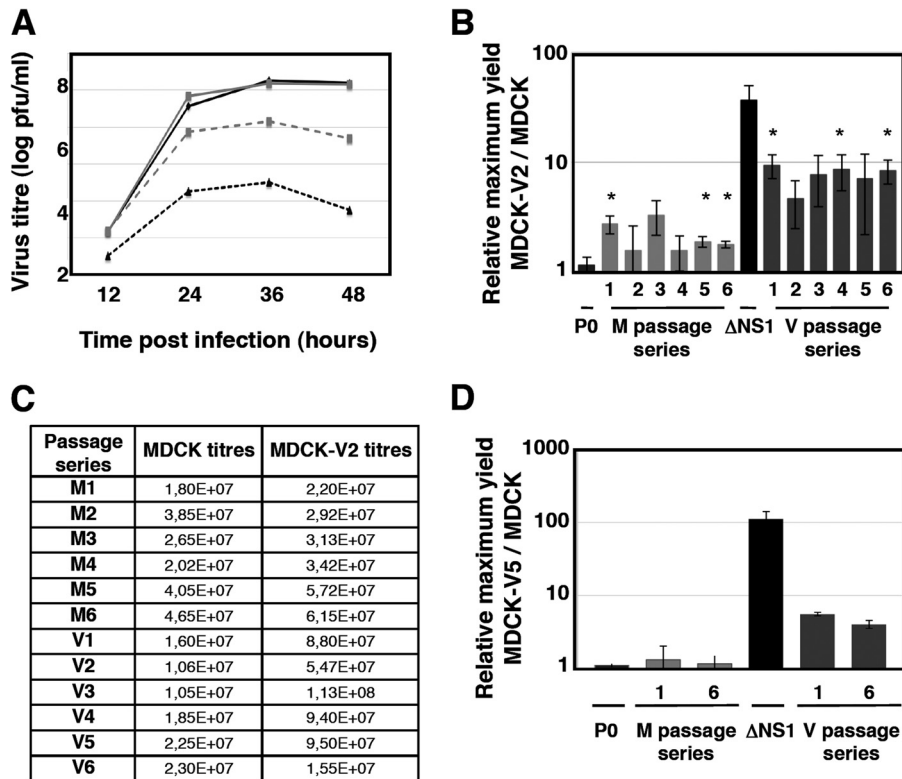 A
Virus titre (log pfu/ml)
8
6
4
2
12 24 36 48
Time post infection (hours)
B
Relative maximum yield
MDCK-V2 / MDCK
100
10
1
* * * * * *
1 2 3 4 5 6 1 2 3 4 5 6
P0 M passage series ΔNS1 V passage series
C
Passage series MDCK titres MDCK-V2 titres
M1 1,80E+07 2,20E+07
M2 3,85E+07 2,92E+07
M3 2,65E+07 3,13E+07
M4 2,02E+07 3,42E+07
M5 4,05E+07 5,72E+07
M6 4,65E+07 6,15E+07
V1 1,60E+07 8,80E+07
V2 1,06E+07 5,47E+07
V3 1,05E+07 1,13E+08
V4 1,85E+07 9,40E+07
V5 2,25E+07 9,50E+07
V6 2,30E+07 1,55E+07
D
Relative maximum yield
MDCK-V5 / MDCK
1000
100
10
1
1 6 1 6
P0 M passage series ΔNS1 V passage series